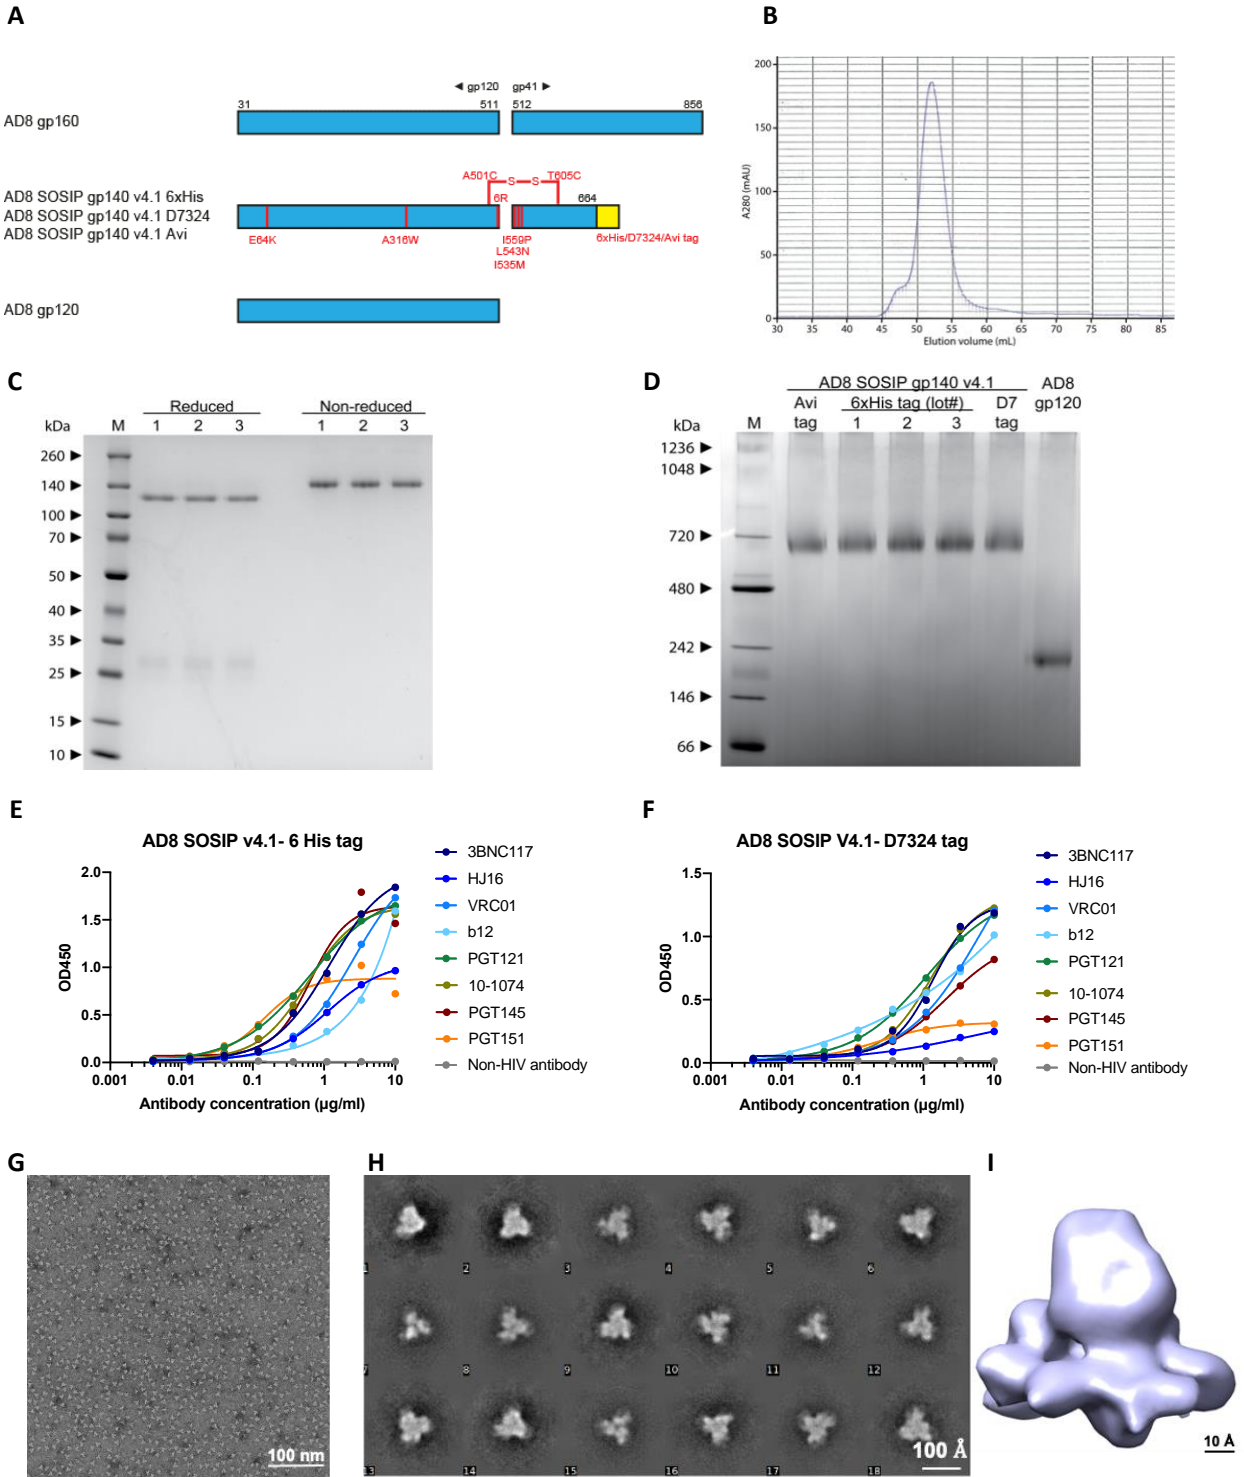 A
B
◄ gp120 gp41 ►
31 511 512 856
AD8 gp160
A501C S S T605C
AD8 SOSIP gp140 v4.1 6xHis
6R 664
AD8 SOSIP gp140 v4.1 D7324
AD8 SOSIP gp140 v4.1 Avi
E64K A316W I559P 6xHis/D7324/Avi tag
L543N
I535M
AD8 gp120
A280 (mAU)
200
150
100
50
0
30 35 40 45 50 55 60 65 70 75 80 85
Elution volume (mL)
C
D
Reduced Non-reduced
kDa M 1 2 3 1 2 3
260 ►
140 ►
100 ►
70 ►
50 ►
40 ►
35 ►
25 ►
15 ►
10 ►
AD8 SOSIP gp140 v4.1 AD8
Avi 6xHis tag (lot#) D7 gp120
kDa M tag 1 2 3 tag
1236 ►
1048 ►
720 ►
480 ►
242 ►
146 ►
66 ►
E
F
AD8 SOSIP v4.1- 6 His tag
OD450
2.0
1.5
1.0
0.5
0.0
0.001 0.01 0.1 1 10
Antibody concentration (µg/ml)
3BNC117
HJ16
VRC01
b12
PGT121
10-1074
PGT145
PGT151
Non-HIV antibody
AD8 SOSIP V4.1- D7324 tag
OD450
1.5
1.0
0.5
0.0
0.001 0.01 0.1 1 10
Antibody concentration (µg/ml)
3BNC117
HJ16
VRC01
b12
PGT121
10-1074
PGT145
PGT151
Non-HIV antibody
G
H
I
100 nm
1 2 3 4 5 6
7 8 9 10 11 12
13 14 15 16 17 18
100 Å
10 Å